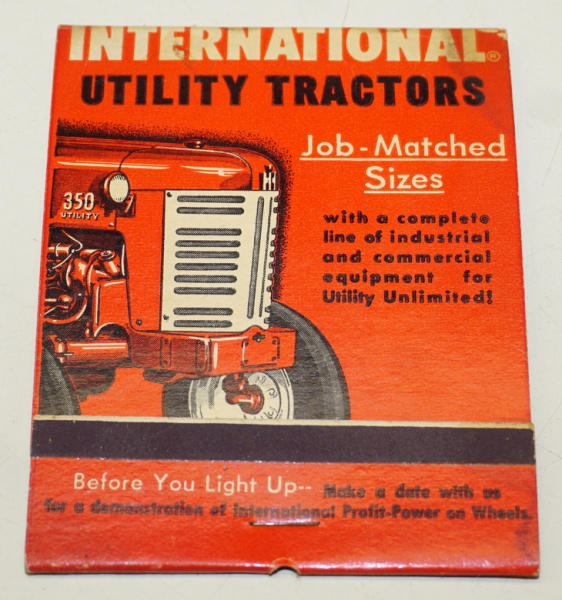 INTERNATIONAL®
UTILITY TRACTORS
Job-Matched
Sizes
350
UTILITY
with a complete
line of industrial
and commercial
equipment for
Utility Unlimited!
Before You Light Up-- Make a date with us
for a demonstration of International Profit-Power on Wheels.